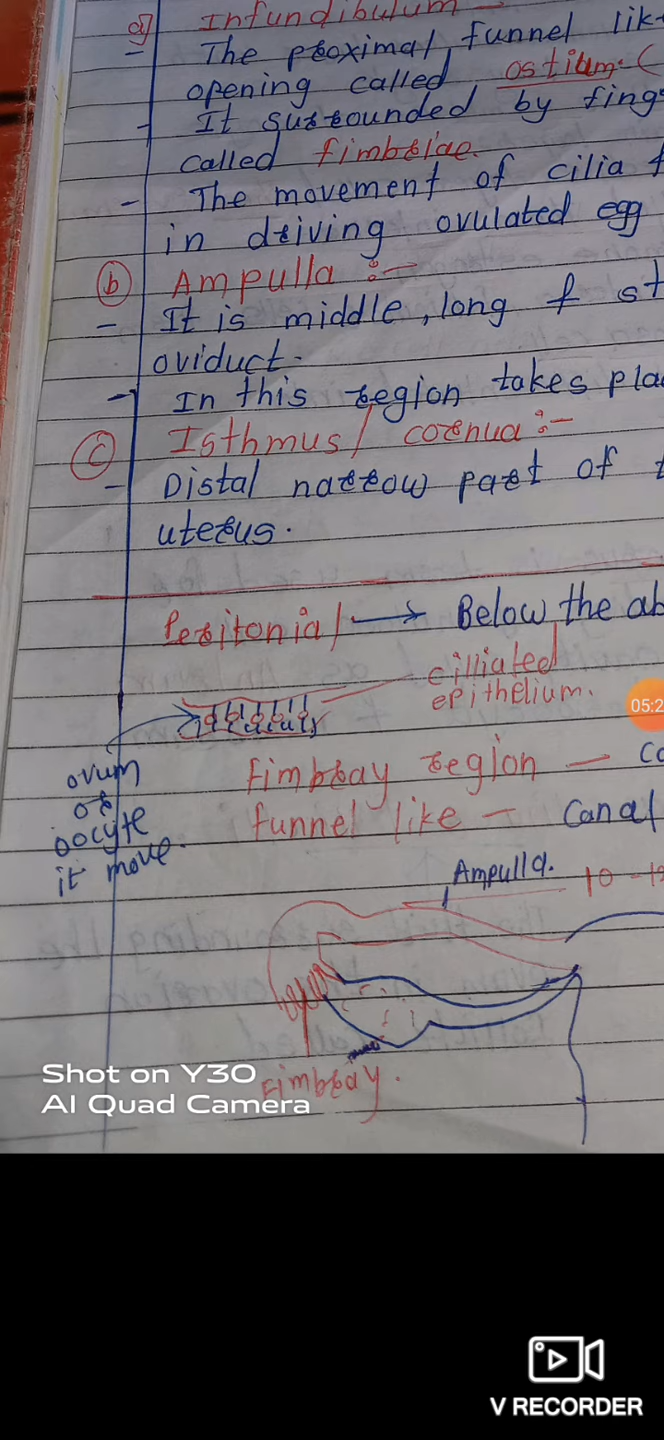 a) Infundibulum -
- The proximal, funnel lik
opening called ostium (
- It surrounded by fing
called fimbriae.
- The movement of cilia
in driving ovulated egg
(b) Ampulla :-
- It is middle, long & st
oviduct.
- In this region takes pla
(c) Isthmus/ cornua :-
- Distal narrow part of t
uterus.
Peritonial → Below the ab
cilliated
epithelium.
05:2
ovum
or
oocyte
it move.
Fimbray region - Co
funnel like - Canal
Ampulla.
10 -
Fimbray.
Shot on Y30
AI Quad Camera
V RECORDER